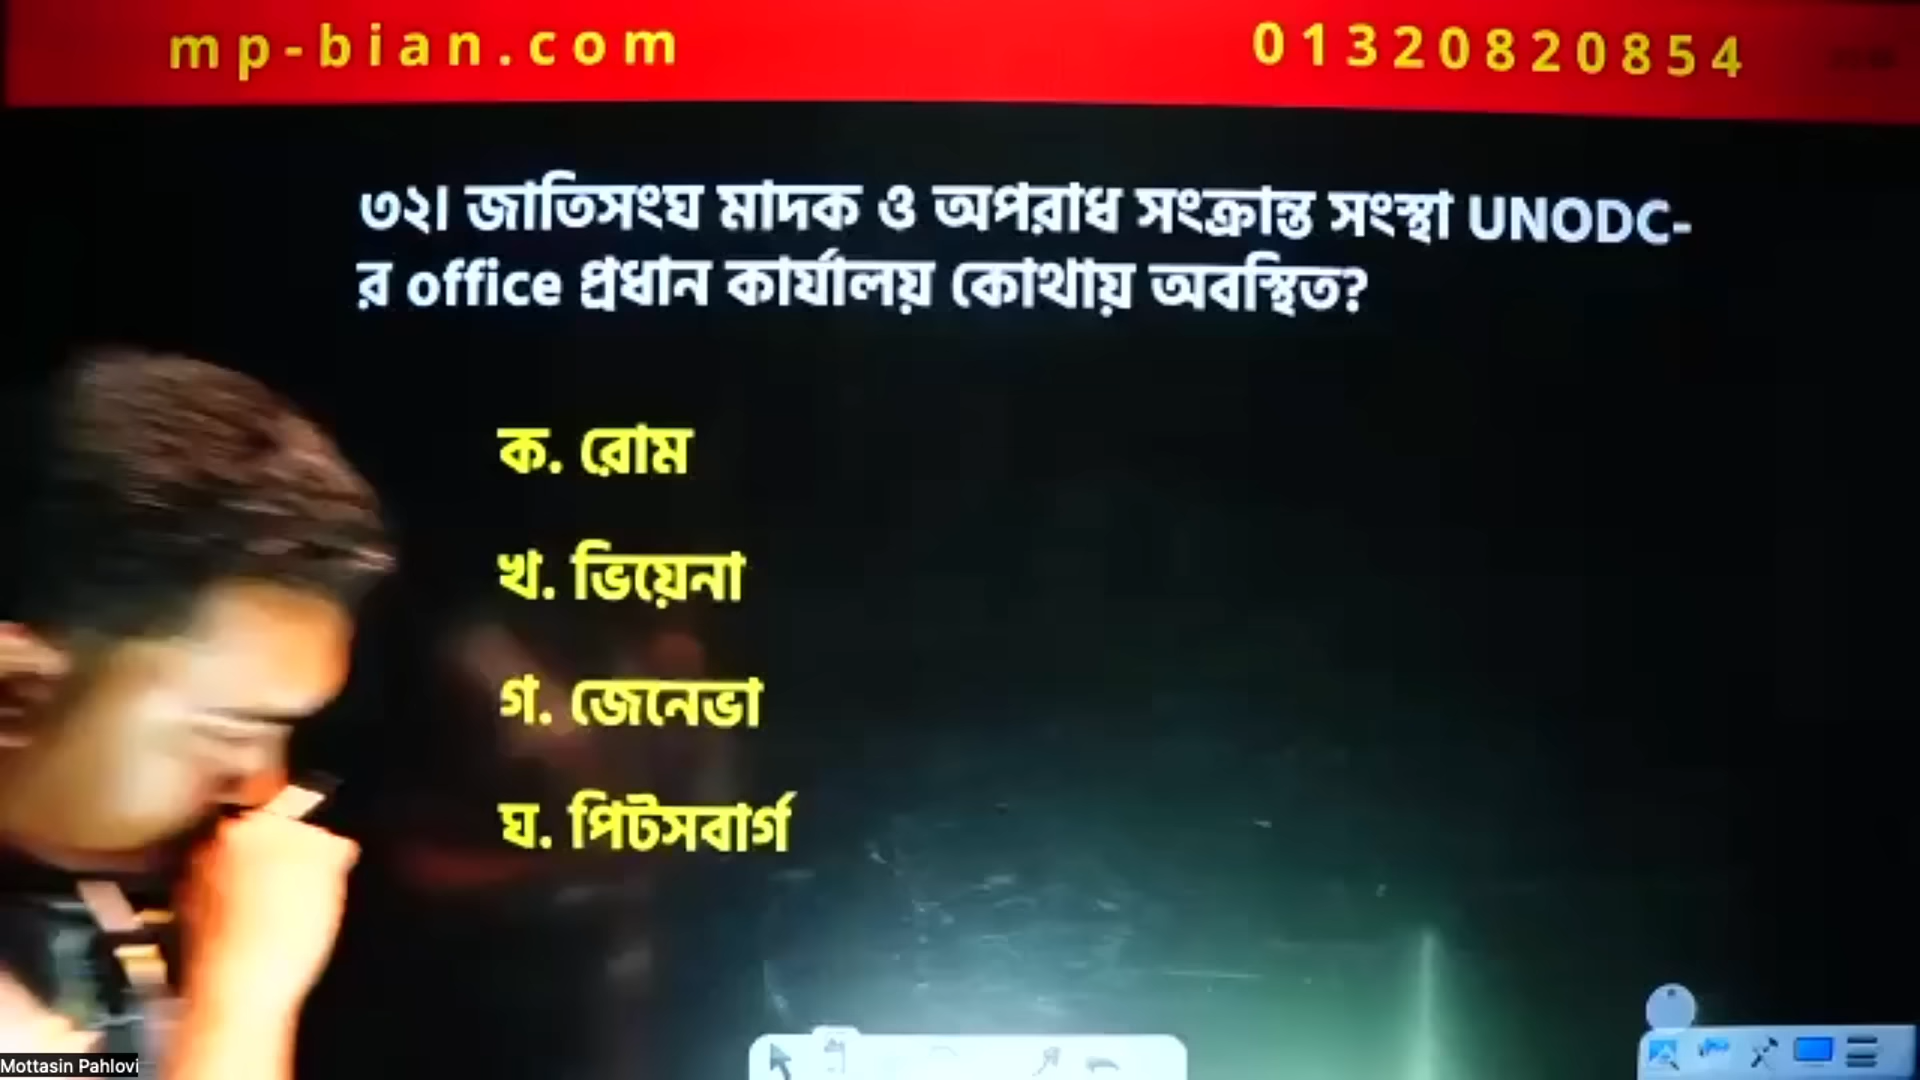 mp-bian.com
01320820854
৩২। জাতিসংঘ মাদক ও অপরাধ সংক্রান্ত সংস্থা UNODC-
র office প্রধান কার্যালয় কোথায় অবস্থিত?
ক. রোম
খ. ভিয়েনা
গ. জেনেভা
ঘ. পিটসবার্গ
Mottasin Pahlovi